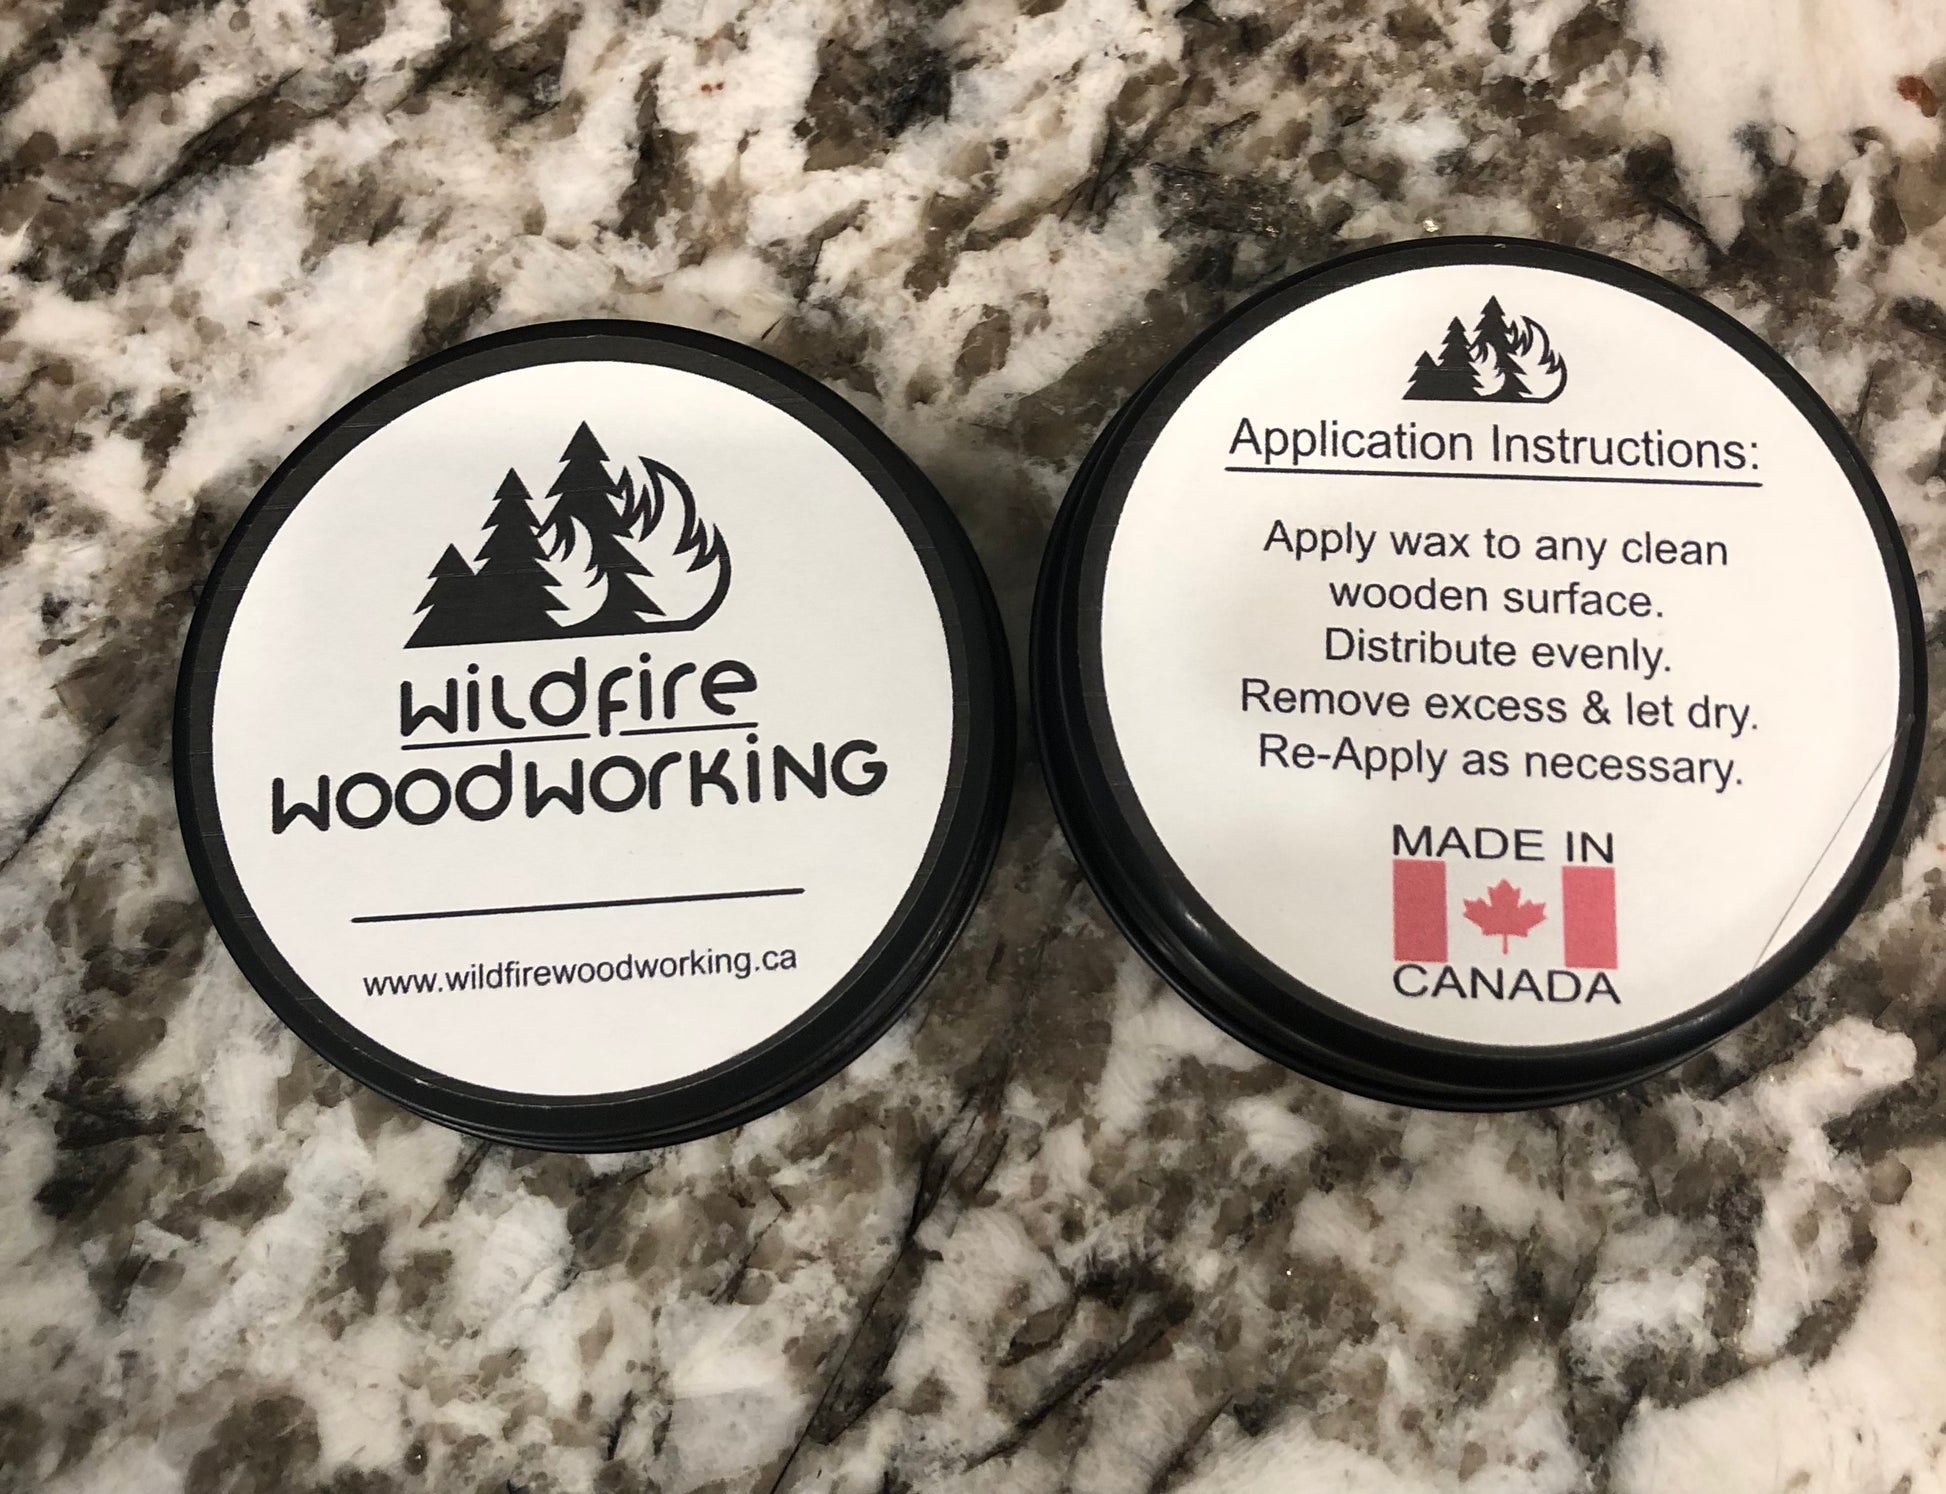 wildfire
woodworkiNG
www.wildfirewoodworking.ca
Application Instructions:
Apply wax to any clean
wooden surface.
Distribute evenly.
Remove excess & let dry.
Re-Apply as necessary.
MADE IN
CANADA